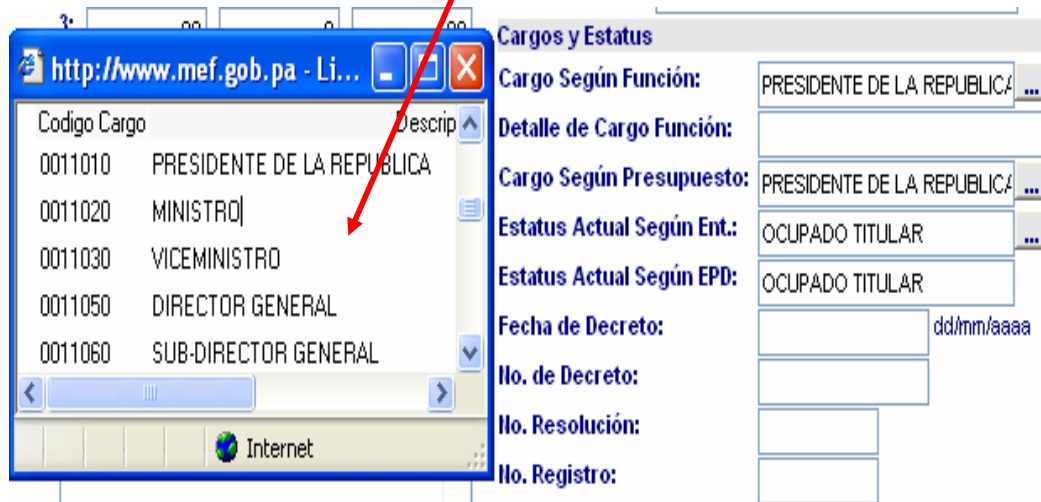 3:
Cargos y Estatus
http://www.mef.gob.pa - Li...
Codigo Cargo Descrip
0011010 PRESIDENTE DE LA REPUBLICA
0011020 MINISTRO
0011030 VICEMINISTRO
0011050 DIRECTOR GENERAL
0011060 SUB-DIRECTOR GENERAL
Internet
Cargo Según Función: PRESIDENTE DE LA REPUBLICA ...
Detalle de Cargo Función:
Cargo Según Presupuesto: PRESIDENTE DE LA REPUBLICA ...
Estatus Actual Según Ent.: OCUPADO TITULAR ...
Estatus Actual Según EPD: OCUPADO TITULAR
Fecha de Decreto: dd/mm/aaaa
No. de Decreto:
No. Resolución:
No. Registro: